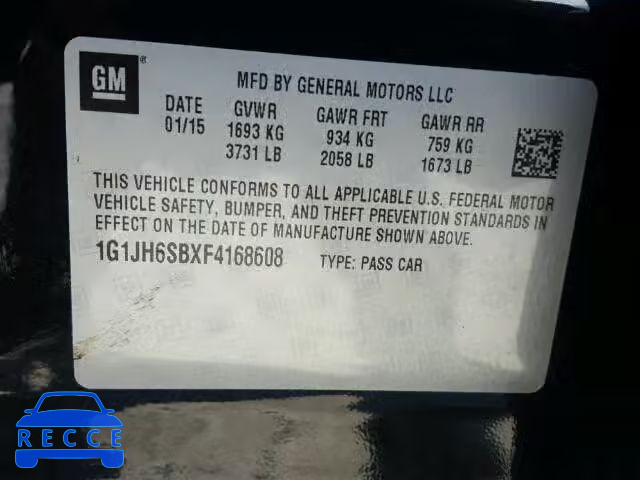 GM ®
MFD BY GENERAL MOTORS LLC
DATE GVWR GAWR FRT GAWR RR
01/15 1693 KG 934 KG 759 KG
3731 LB 2058 LB 1673 LB
THIS VEHICLE CONFORMS TO ALL APPLICABLE U.S. FEDERAL MOTOR
VEHICLE SAFETY, BUMPER, AND THEFT PREVENTION STANDARDS IN
EFFECT ON THE DATE OF MANUFACTURE SHOWN ABOVE.
1G1JH6SBXF4168608 TYPE: PASS CAR
RECCE